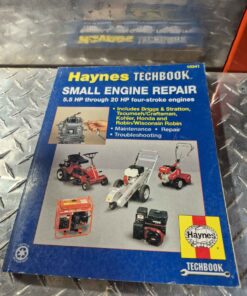 Haynes TECHBOOK
SMALL ENGINE REPAIR
5.5 HP through 20 HP four-stroke engines
• Includes Briggs & Stratton,
Tecumseh/Craftsman,
Kohler, Honda and
Robin/Wisconsin Robin
• Maintenance • Repair
• Troubleshooting
Haynes
TECHBOOK